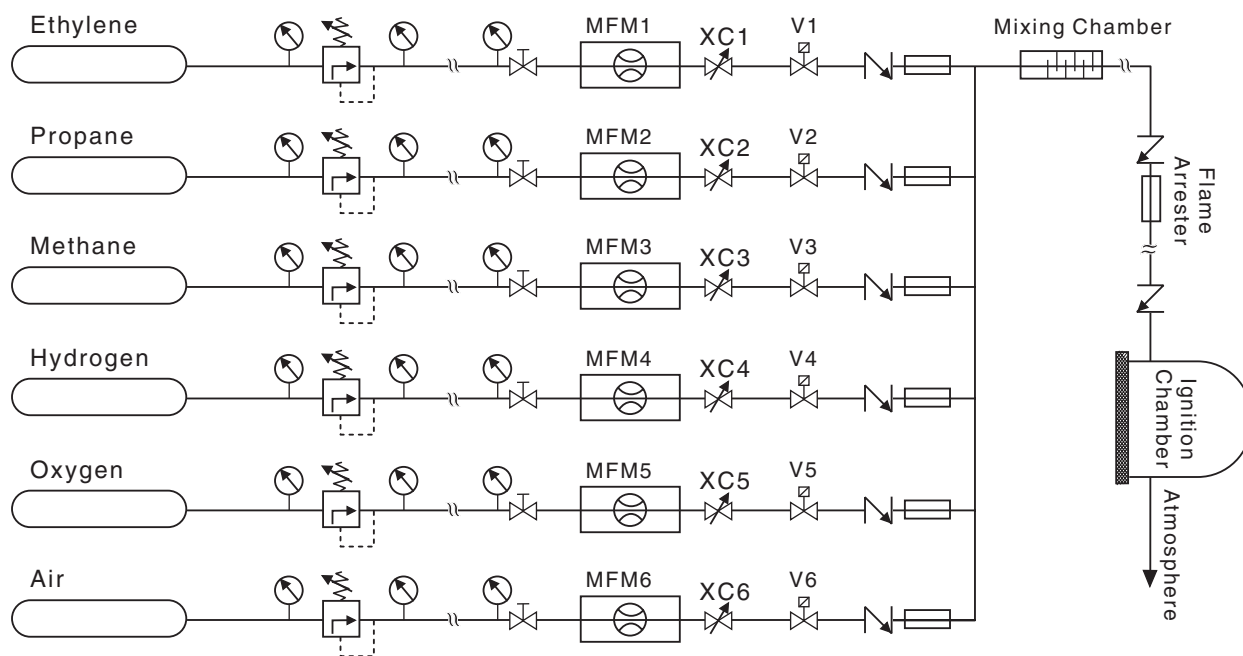 Ethylene
MFM1
XC1
V1
Mixing Chamber
Propane
MFM2
XC2
V2
Flame
Arrester
Methane
MFM3
XC3
V3
Hydrogen
MFM4
XC4
V4
Ignition
Chamber
Oxygen
MFM5
XC5
V5
Atmosphere
Air
MFM6
XC6
V6